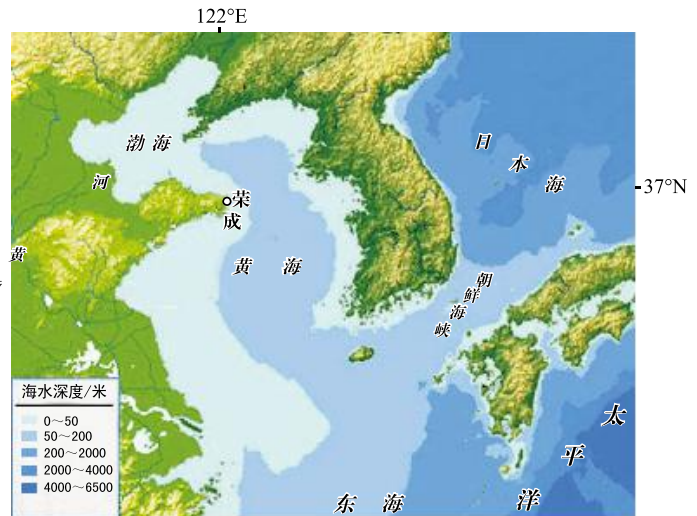 122°E
渤海
日本海
河
37°N
荣成
黄
黄海
朝鲜海峡
海水深度/米
0～50
50～200
200～2000
2000～4000
4000～6500
太平洋
东海